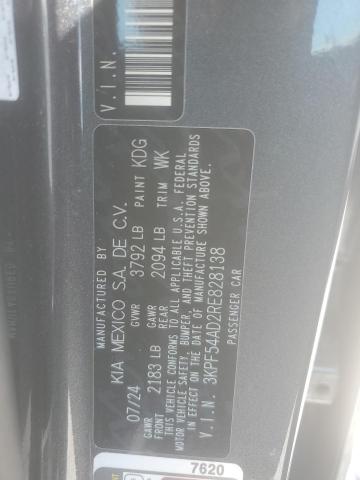 V.I.N.
MANUFACTURED BY
KIA MEXICO S.A. DE C.V.
07/24 GVWR 3792 LB PAINT KDG
GAWR FRONT 2183 LB GAWR REAR 2094 LB TRIM WK
THIS VEHICLE CONFORMS TO ALL APPLICABLE U.S.A. FEDERAL
MOTOR VEHICLE SAFETY, BUMPER, AND THEFT PREVENTION STANDARDS
IN EFFECT ON THE DATE OF MANUFACTURE SHOWN ABOVE.
V.I.N. 3KPF54AD2RE828138
PASSENGER CAR
7620